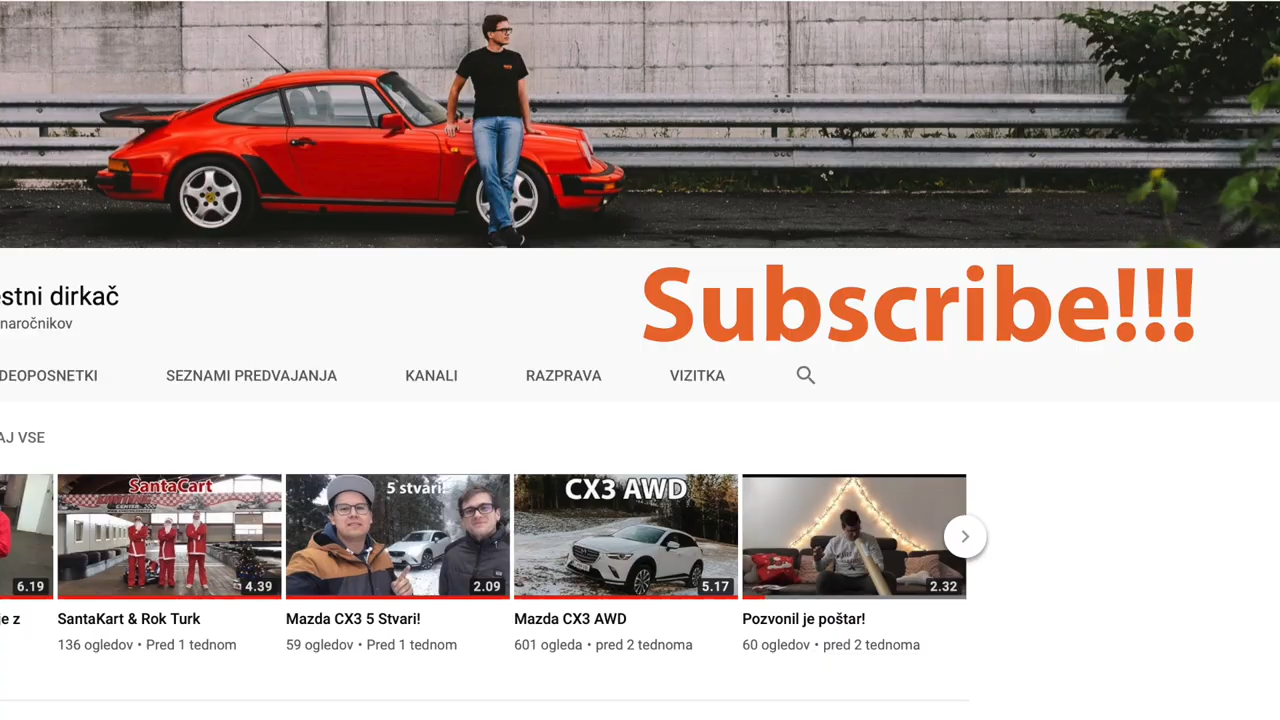 estni dirkač
naročnikov
Subscribe!!!
DEOPOSNETKI SEZNAMI PREDVAJANJA KANALI RAZPRAVA VIZITKA
AJ VSE
SantaCart
6.19
4.39
5 stvari!
2.09
CX3 AWD
5.17
2.32
je z
SantaKart & Rok Turk
136 ogledov • Pred 1 tednom
Mazda CX3 5 Stvari!
59 ogledov • Pred 1 tednom
Mazda CX3 AWD
601 ogleda • pred 2 tednoma
Pozvonil je poštar!
60 ogledov • pred 2 tednoma